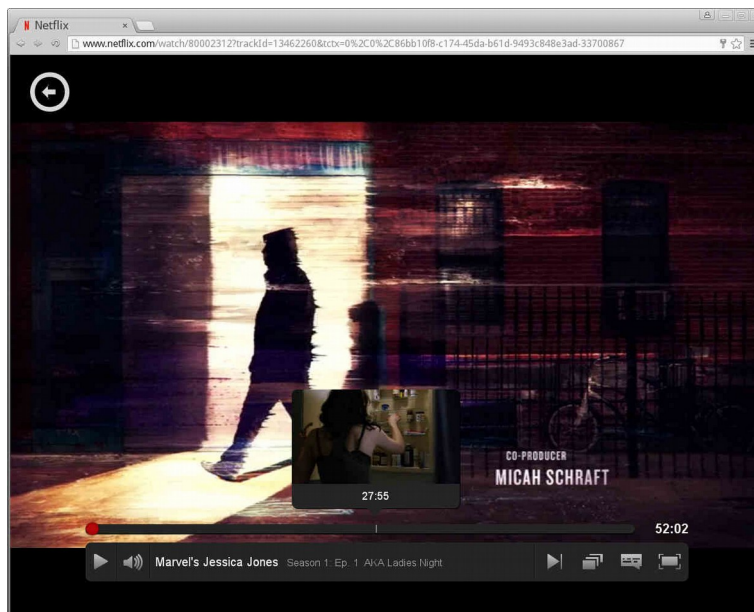 Netflix
www.netflix.com/watch/80002312?trackId=13462260&tctx=0%2C0%2C86bb10f8-c174-45da-b61d-9493c848e3ad-33700867
CO-PRODUCER
MICAH SCHRAFT
27:55
52:02
Marvel's Jessica Jones Season 1: Ep. 1 AKA Ladies Night